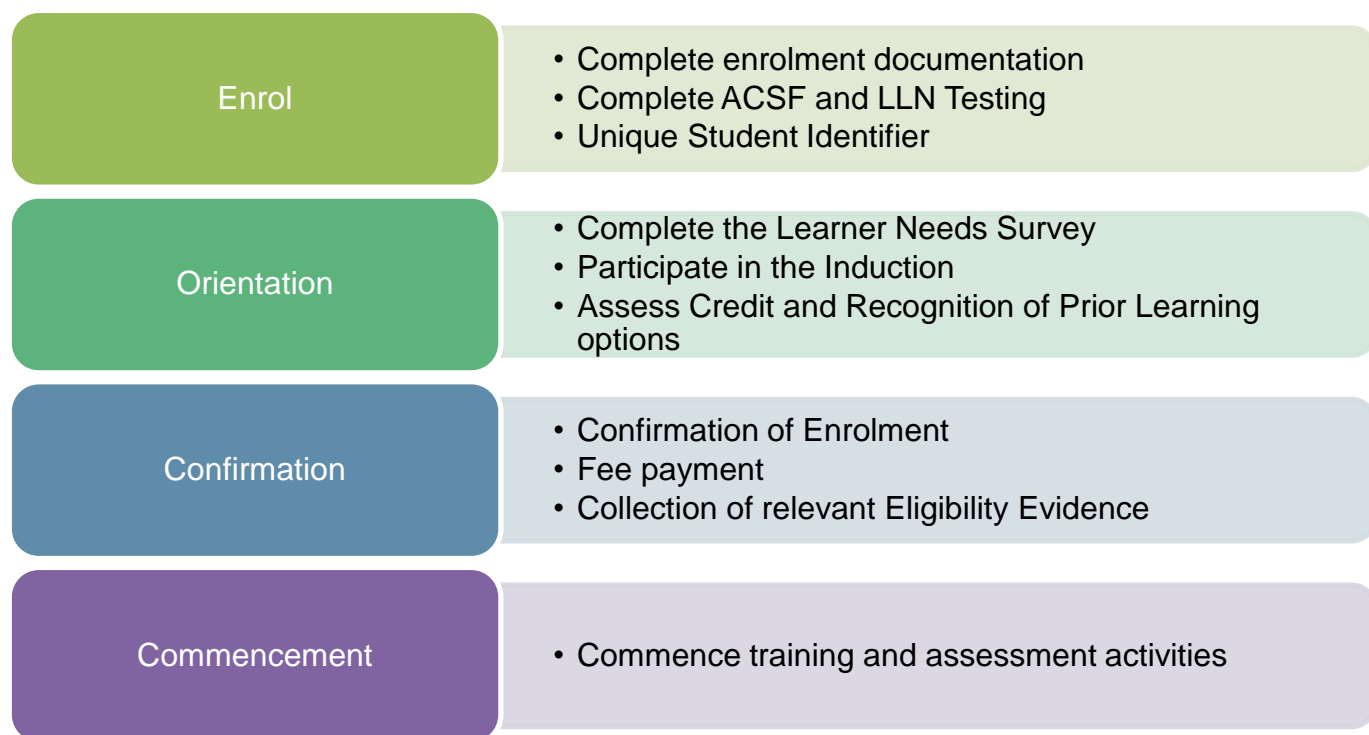 Enrol
• Complete enrolment documentation
• Complete ACSF and LLN Testing
• Unique Student Identifier
Orientation
• Complete the Learner Needs Survey
• Participate in the Induction
• Assess Credit and Recognition of Prior Learning
options
Confirmation
• Confirmation of Enrolment
• Fee payment
• Collection of relevant Eligibility Evidence
Commencement
• Commence training and assessment activities